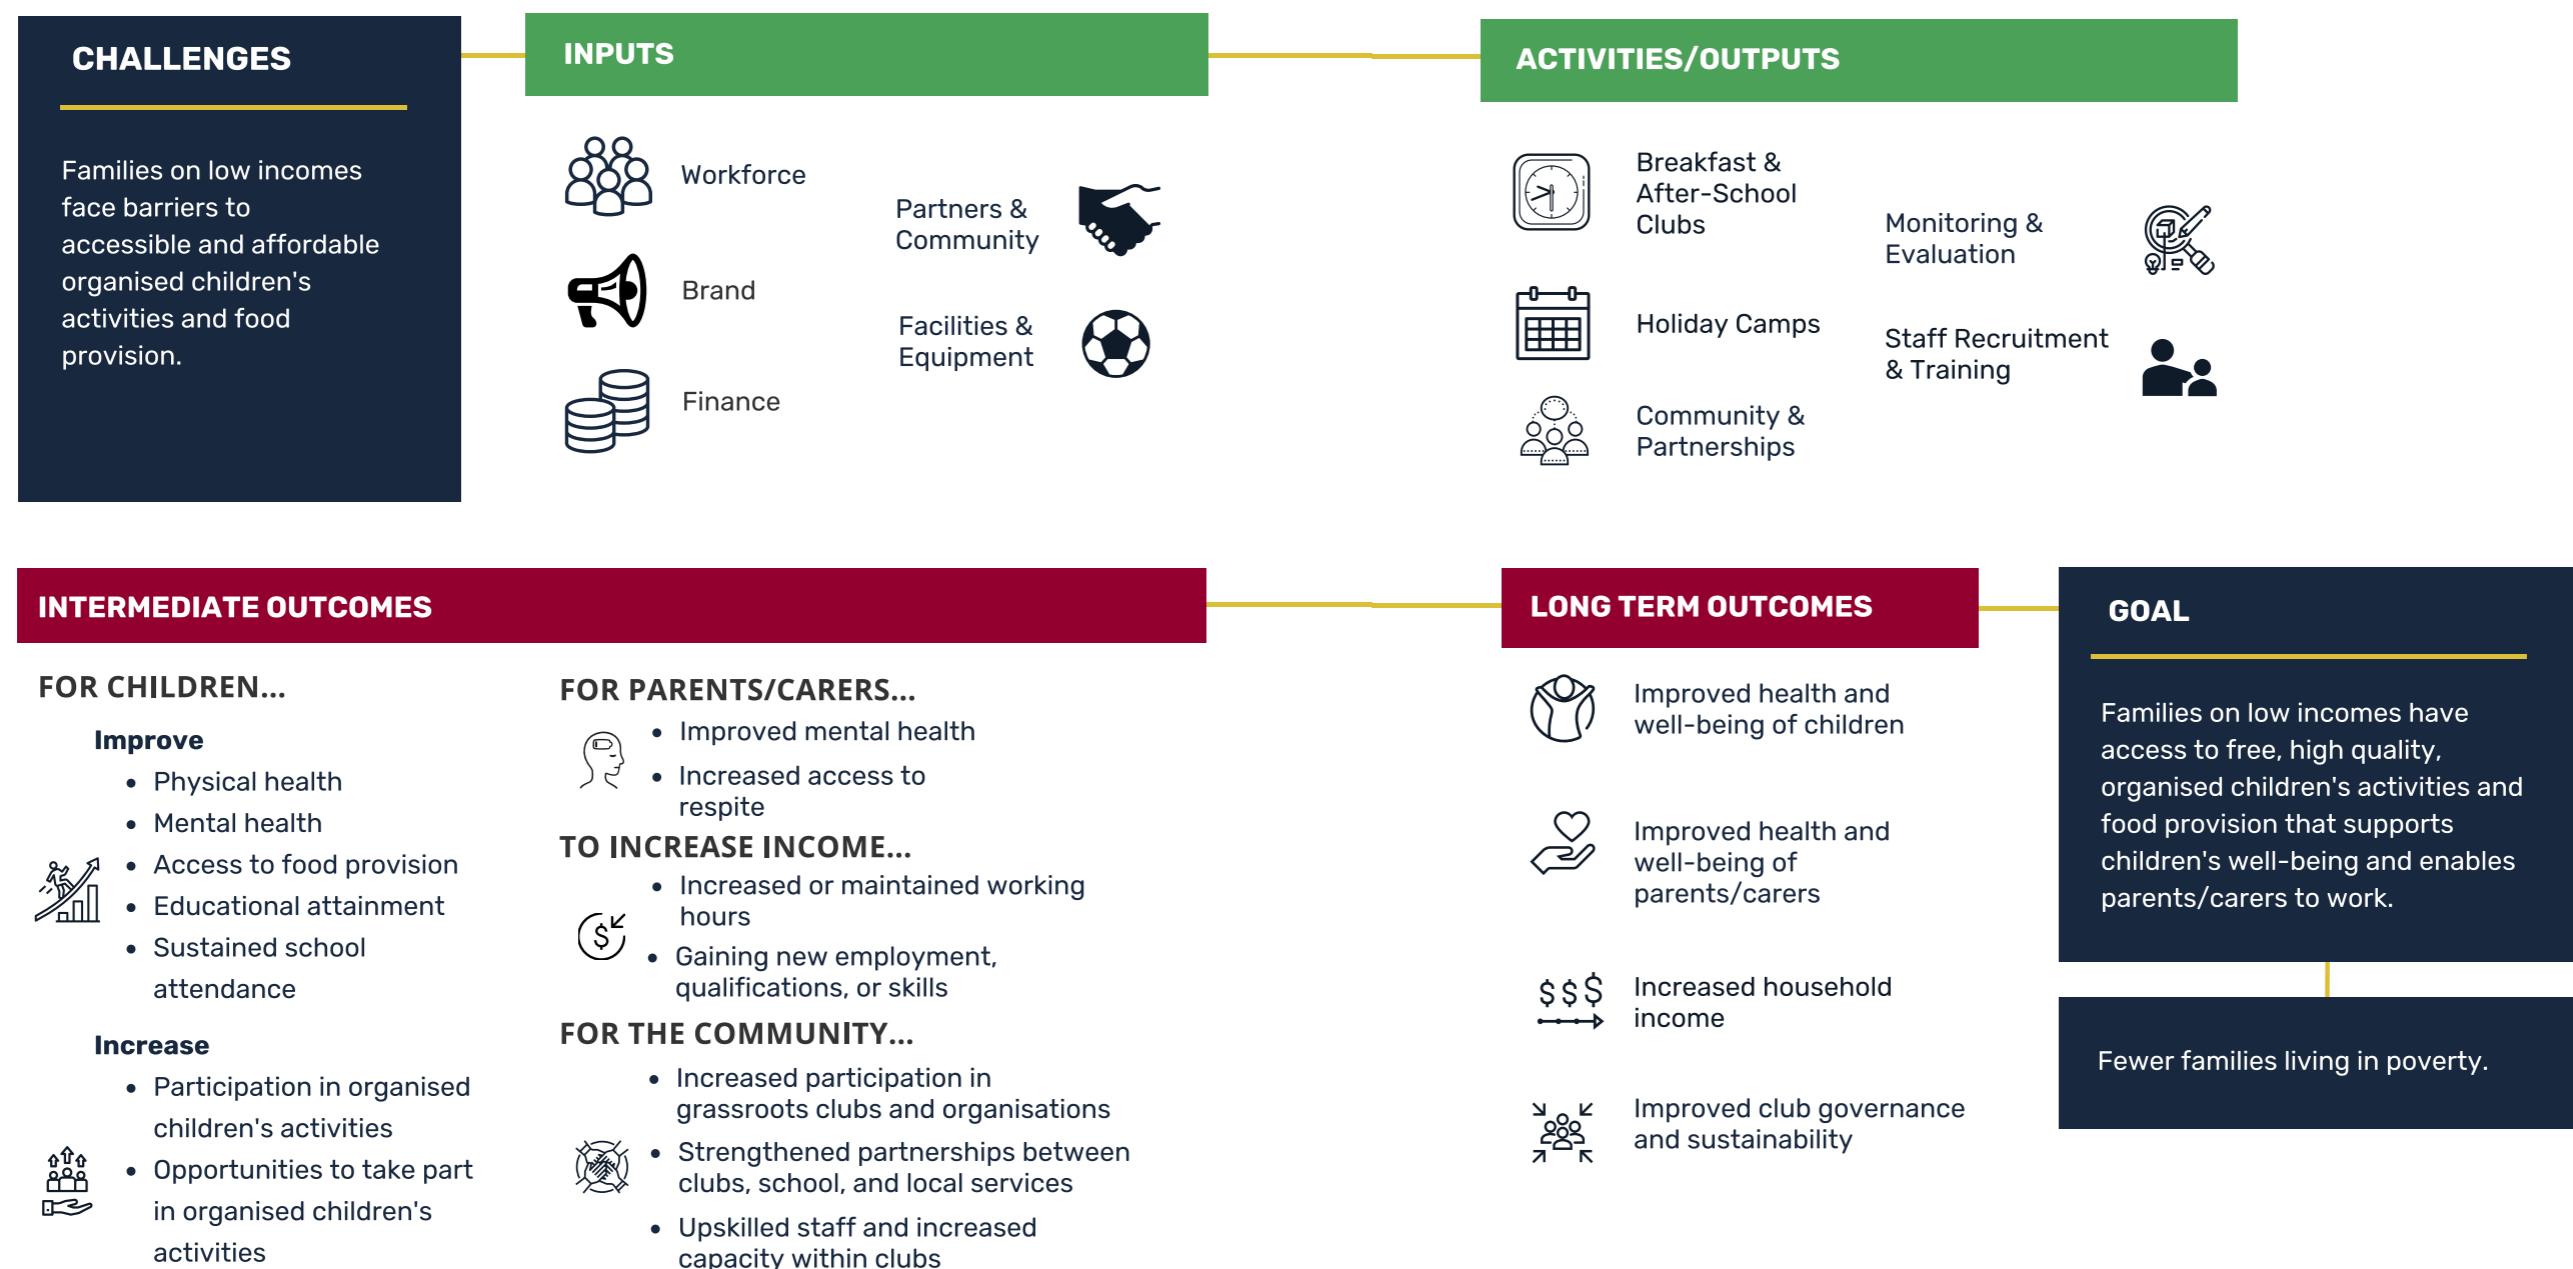 CHALLENGES
Families on low incomes
face barriers to
accessible and affordable
organised children's
activities and food
provision.
INPUTS
Workforce
Brand
Finance
Partners &
Community
Facilities &
Equipment
ACTIVITIES/OUTPUTS
Breakfast &
After-School
Clubs
Holiday Camps
Community &
Partnerships
Monitoring &
Evaluation
Staff Recruitment
& Training
INTERMEDIATE OUTCOMES
FOR CHILDREN...
Improve
• Physical health
• Mental health
• Access to food provision
• Educational attainment
• Sustained school
attendance
Increase
• Participation in organised
children's activities
• Opportunities to take part
in organised children's
activities
FOR PARENTS/CARERS...
• Improved mental health
• Increased access to
respite
TO INCREASE INCOME...
• Increased or maintained working
hours
• Gaining new employment,
qualifications, or skills
FOR THE COMMUNITY...
• Increased participation in
grassroots clubs and organisations
• Strengthened partnerships between
clubs, school, and local services
• Upskilled staff and increased
capacity within clubs
LONG TERM OUTCOMES
Improved health and
well-being of children
Improved health and
well-being of
parents/carers
$ $ $
Increased household
income
Improved club governance
and sustainability
GOAL
Families on low incomes have
access to free, high quality,
organised children's activities and
food provision that supports
children's well-being and enables
parents/carers to work.
Fewer families living in poverty.